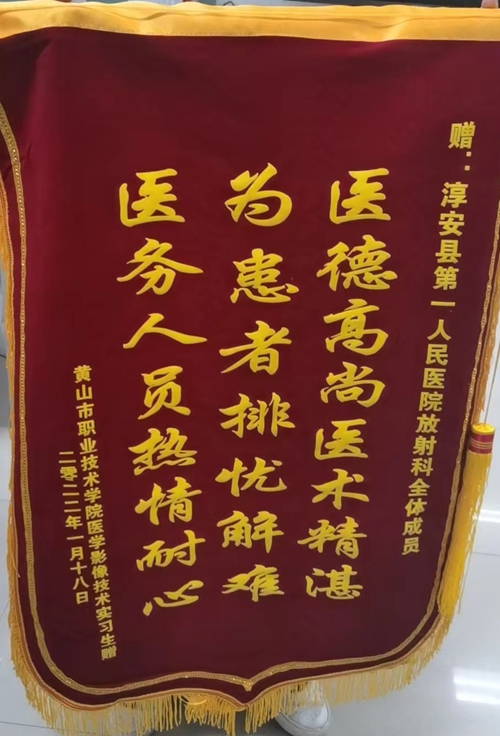 赠：淳安县第一人民医院放射科全体成员
医德高尚医术精湛
为患者排忧解难
医务人员热情耐心
黄山市职业技术学院医学影像技术实习生赠
二零二二年一月十八日